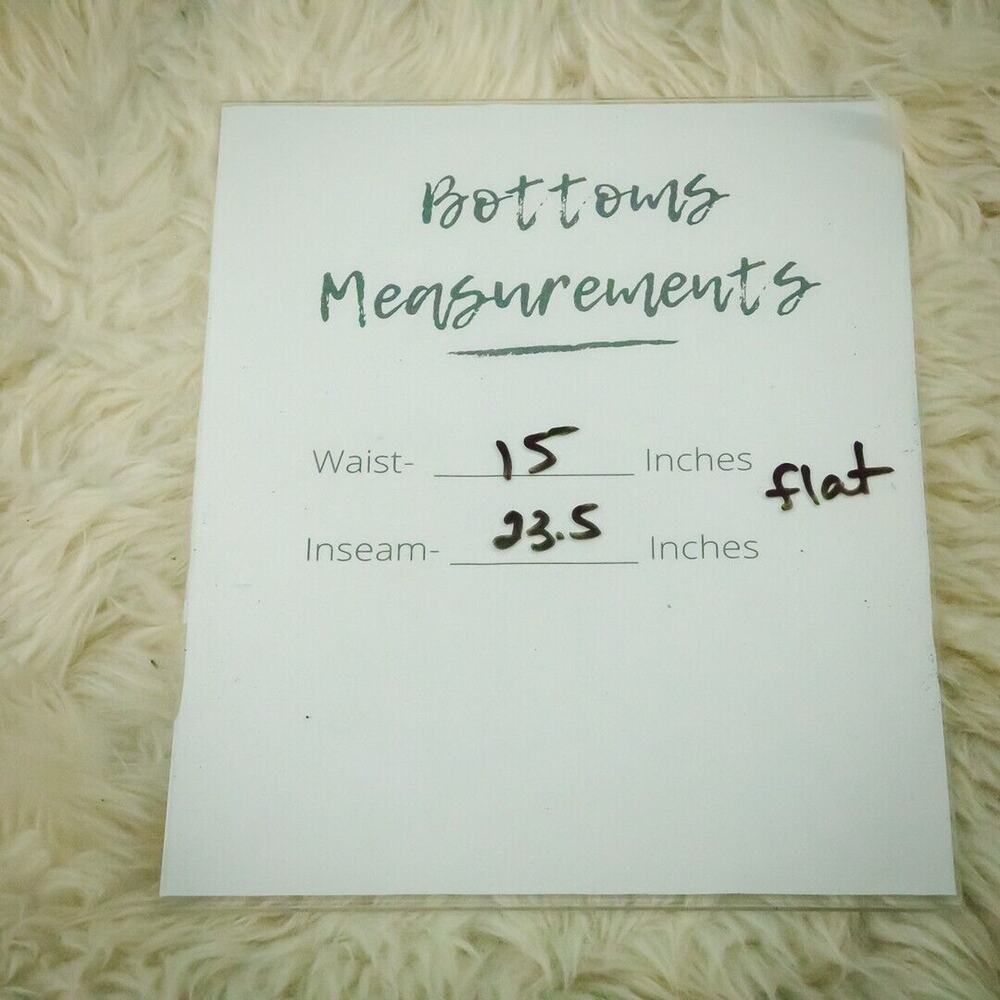 Bottoms
Measurements
Waist- 15 Inches flat
Inseam- 23.5 Inches